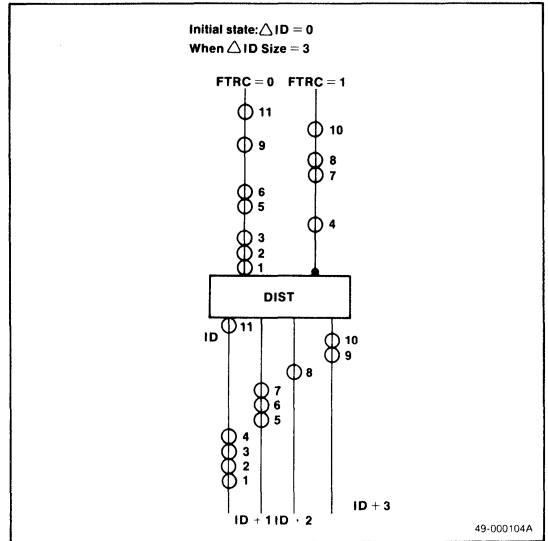 Initial state: △ ID = 0
When △ ID Size = 3
FTRC = 0 FTRC = 1
11
10
9
8
7
6
5
4
3
2
1
DIST
11
ID
10
9
8
7
6
5
4
3
2
1
ID + 3
ID + 1 ID · 2
49-000104A